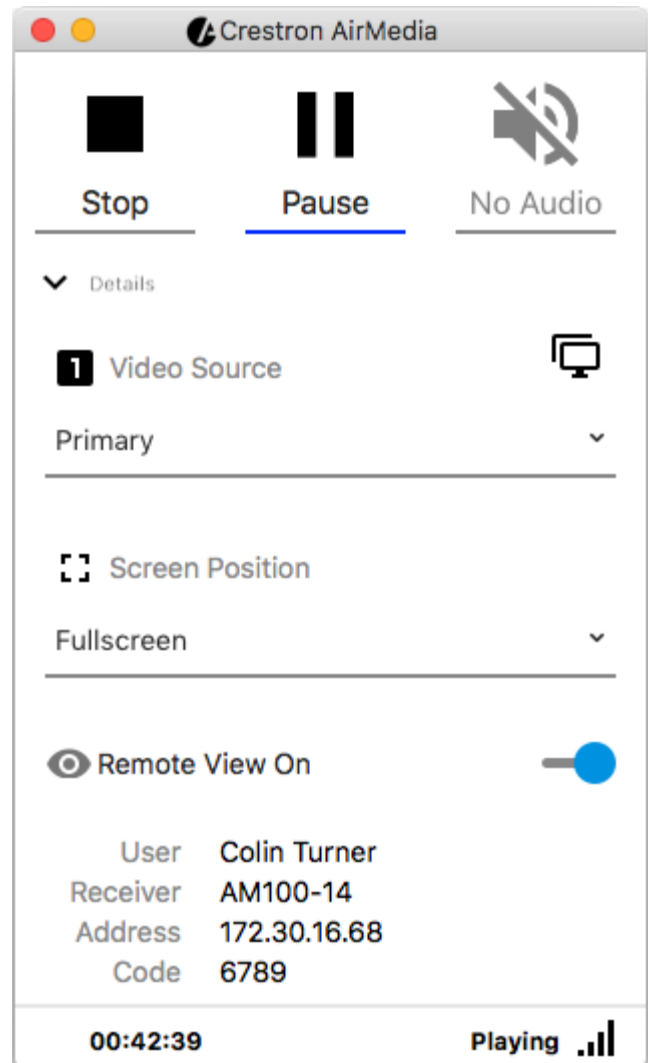 Crestron AirMedia
Stop Pause No Audio
Details
1 Video Source
Primary
Screen Position
Fullscreen
Remote View On
User Colin Turner
Receiver AM100-14
Address 172.30.16.68
Code 6789
00:42:39 Playing